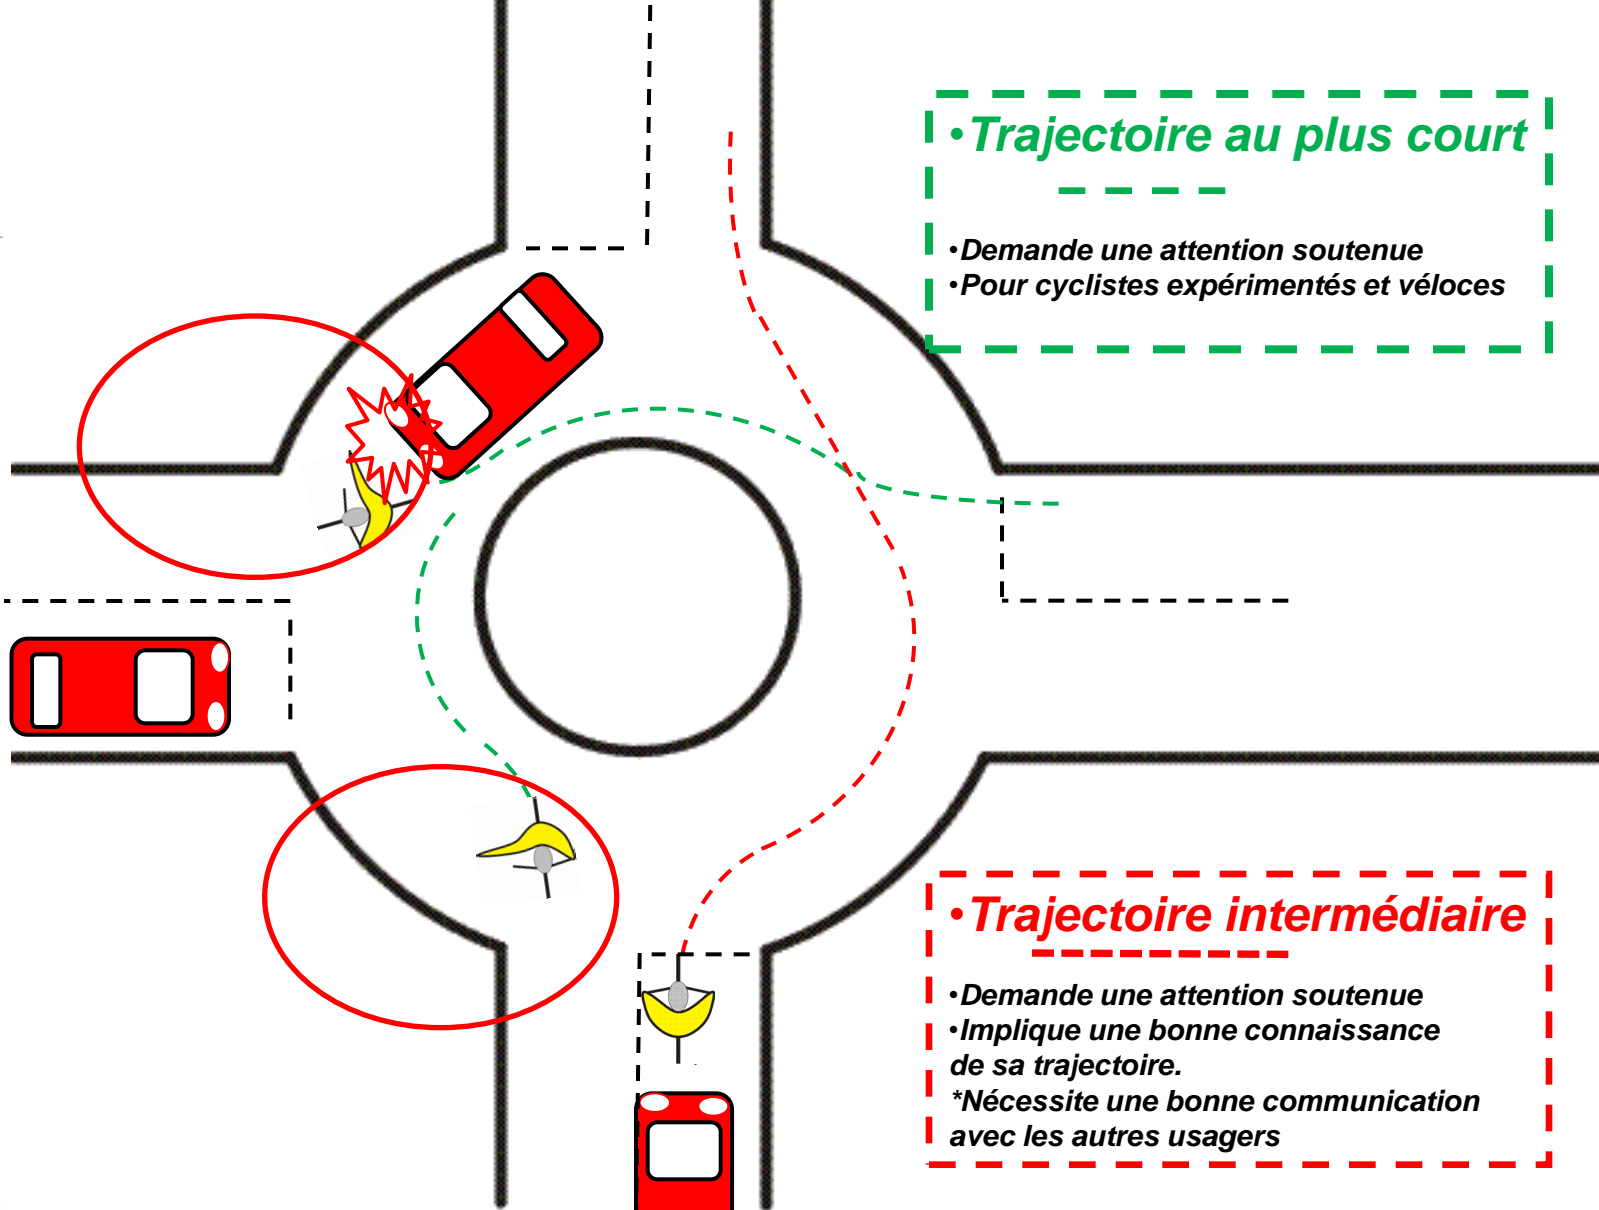 •Trajectoire au plus court
•Demande une attention soutenue
•Pour cyclistes expérimentés et véloces
•Trajectoire intermédiaire
•Demande une attention soutenue
•Implique une bonne connaissance
de sa trajectoire.
*Nécessite une bonne communication
avec les autres usagers